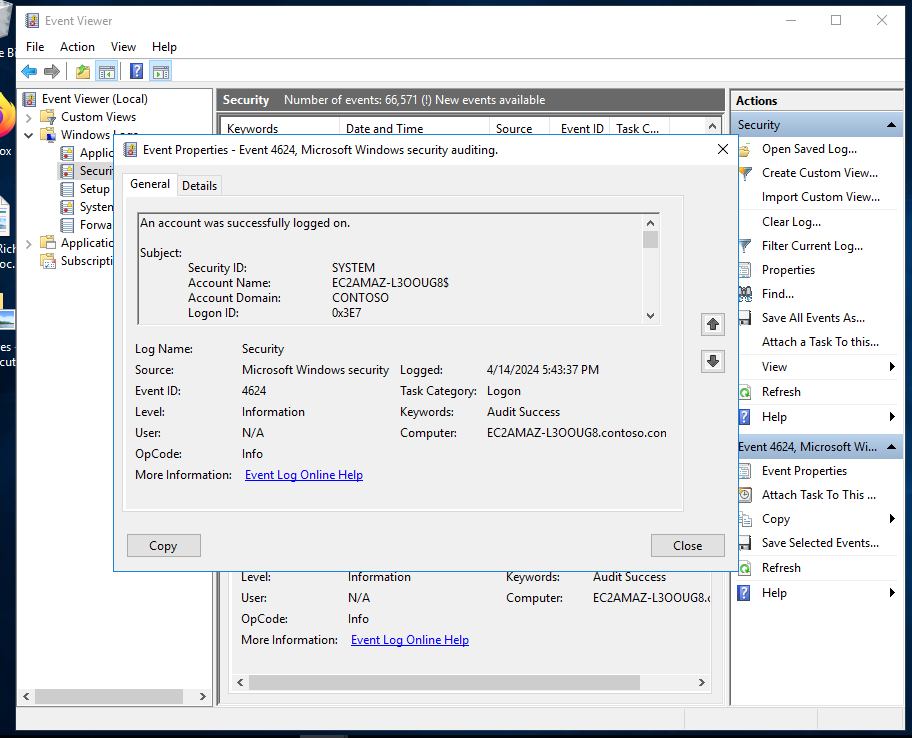 Event Viewer
File Action View Help
Event Viewer (Local)
Custom Views
Windows Logs
Applic
Securi
Setup
System
Forwa
Applicatio
Subscripti
Security Number of events: 66,571 (!) New events available
Keywords Date and Time Source Event ID Task C...
Event Properties - Event 4624, Microsoft Windows security auditing.
General Details
An account was successfully logged on.
Subject:
Security ID: SYSTEM
Account Name: EC2AMAZ-L3OOUG8$
Account Domain: CONTOSO
Logon ID: 0x3E7
Log Name: Security
Source: Microsoft Windows security Logged: 4/14/2024 5:43:37 PM
Event ID: 4624 Task Category: Logon
Level: Information Keywords: Audit Success
User: N/A Computer: EC2AMAZ-L3OOUG8.contoso.con
OpCode: Info
More Information: Event Log Online Help
Copy Close
Level: Information Keywords: Audit Success
User: N/A Computer: EC2AMAZ-L3OOUG8.c
OpCode: Info
More Information: Event Log Online Help
Actions
Security
Open Saved Log...
Create Custom View...
Import Custom View...
Clear Log...
Filter Current Log...
Properties
Find...
Save All Events As...
Attach a Task To this...
View
Refresh
Help
Event 4624, Microsoft Wi...
Event Properties
Attach Task To This ...
Copy
Save Selected Events...
Refresh
Help